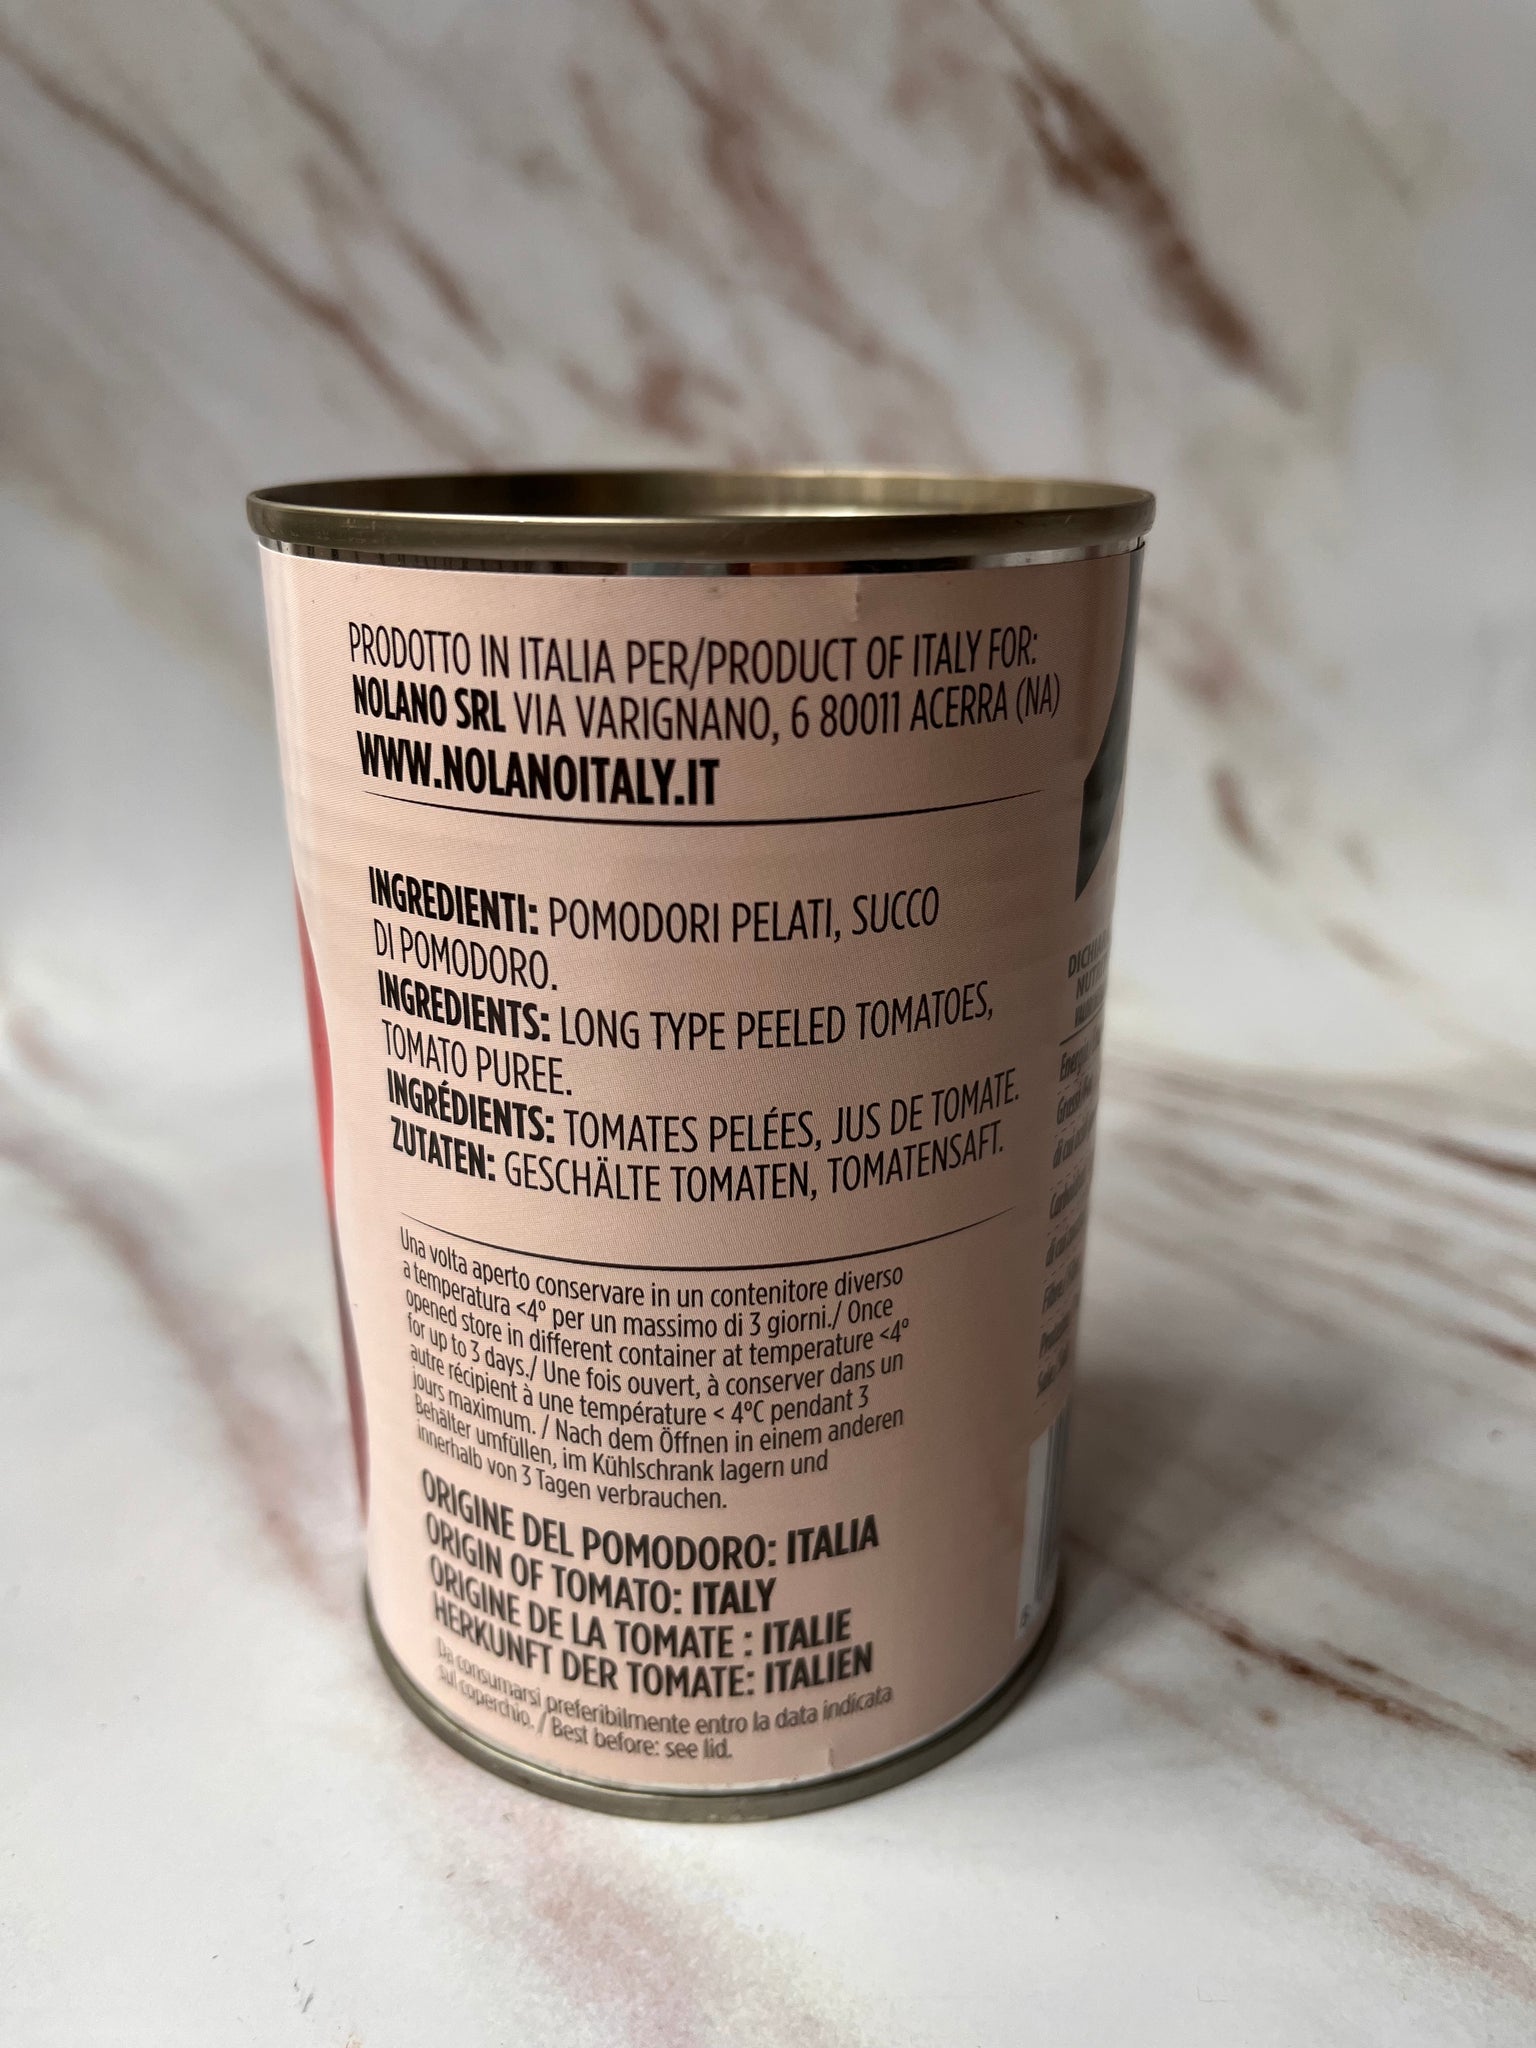 PRODOTTO IN ITALIA PER/PRODUCT OF ITALY FOR:
NOLANO SRL VIA VARIGNANO, 6 80011 ACERRA (NA)
WWW.NOLANOITALY.IT
INGREDIENTI: POMODORI PELATI, SUCCO
DI POMODORO.
INGREDIENTS: LONG TYPE PEELED TOMATOES,
TOMATO PUREE.
INGRÉDIENTS: TOMATES PELÉES, JUS DE TOMATE.
ZUTATEN: GESCHÄLTE TOMATEN, TOMATENSAFT.
Una volta aperto conservare in un contenitore diverso
a temperatura <4° per un massimo di 3 giorni./ Once
opened store in different container at temperature <4°
for up to 3 days./ Une fois ouvert, à conserver dans un
autre récipient à une température < 4°C pendant 3
jours maximum. / Nach dem Öffnen in einem anderen
Behälter umfüllen, im Kühlschrank lagern und
innerhalb von 3 Tagen verbrauchen.
ORIGINE DEL POMODORO: ITALIA
ORIGIN OF TOMATO: ITALY
ORIGINE DE LA TOMATE : ITALIE
HERKUNFT DER TOMATE: ITALIEN
Da consumarsi preferibilmente entro la data indicata
sul coperchio. / Best before: see lid.